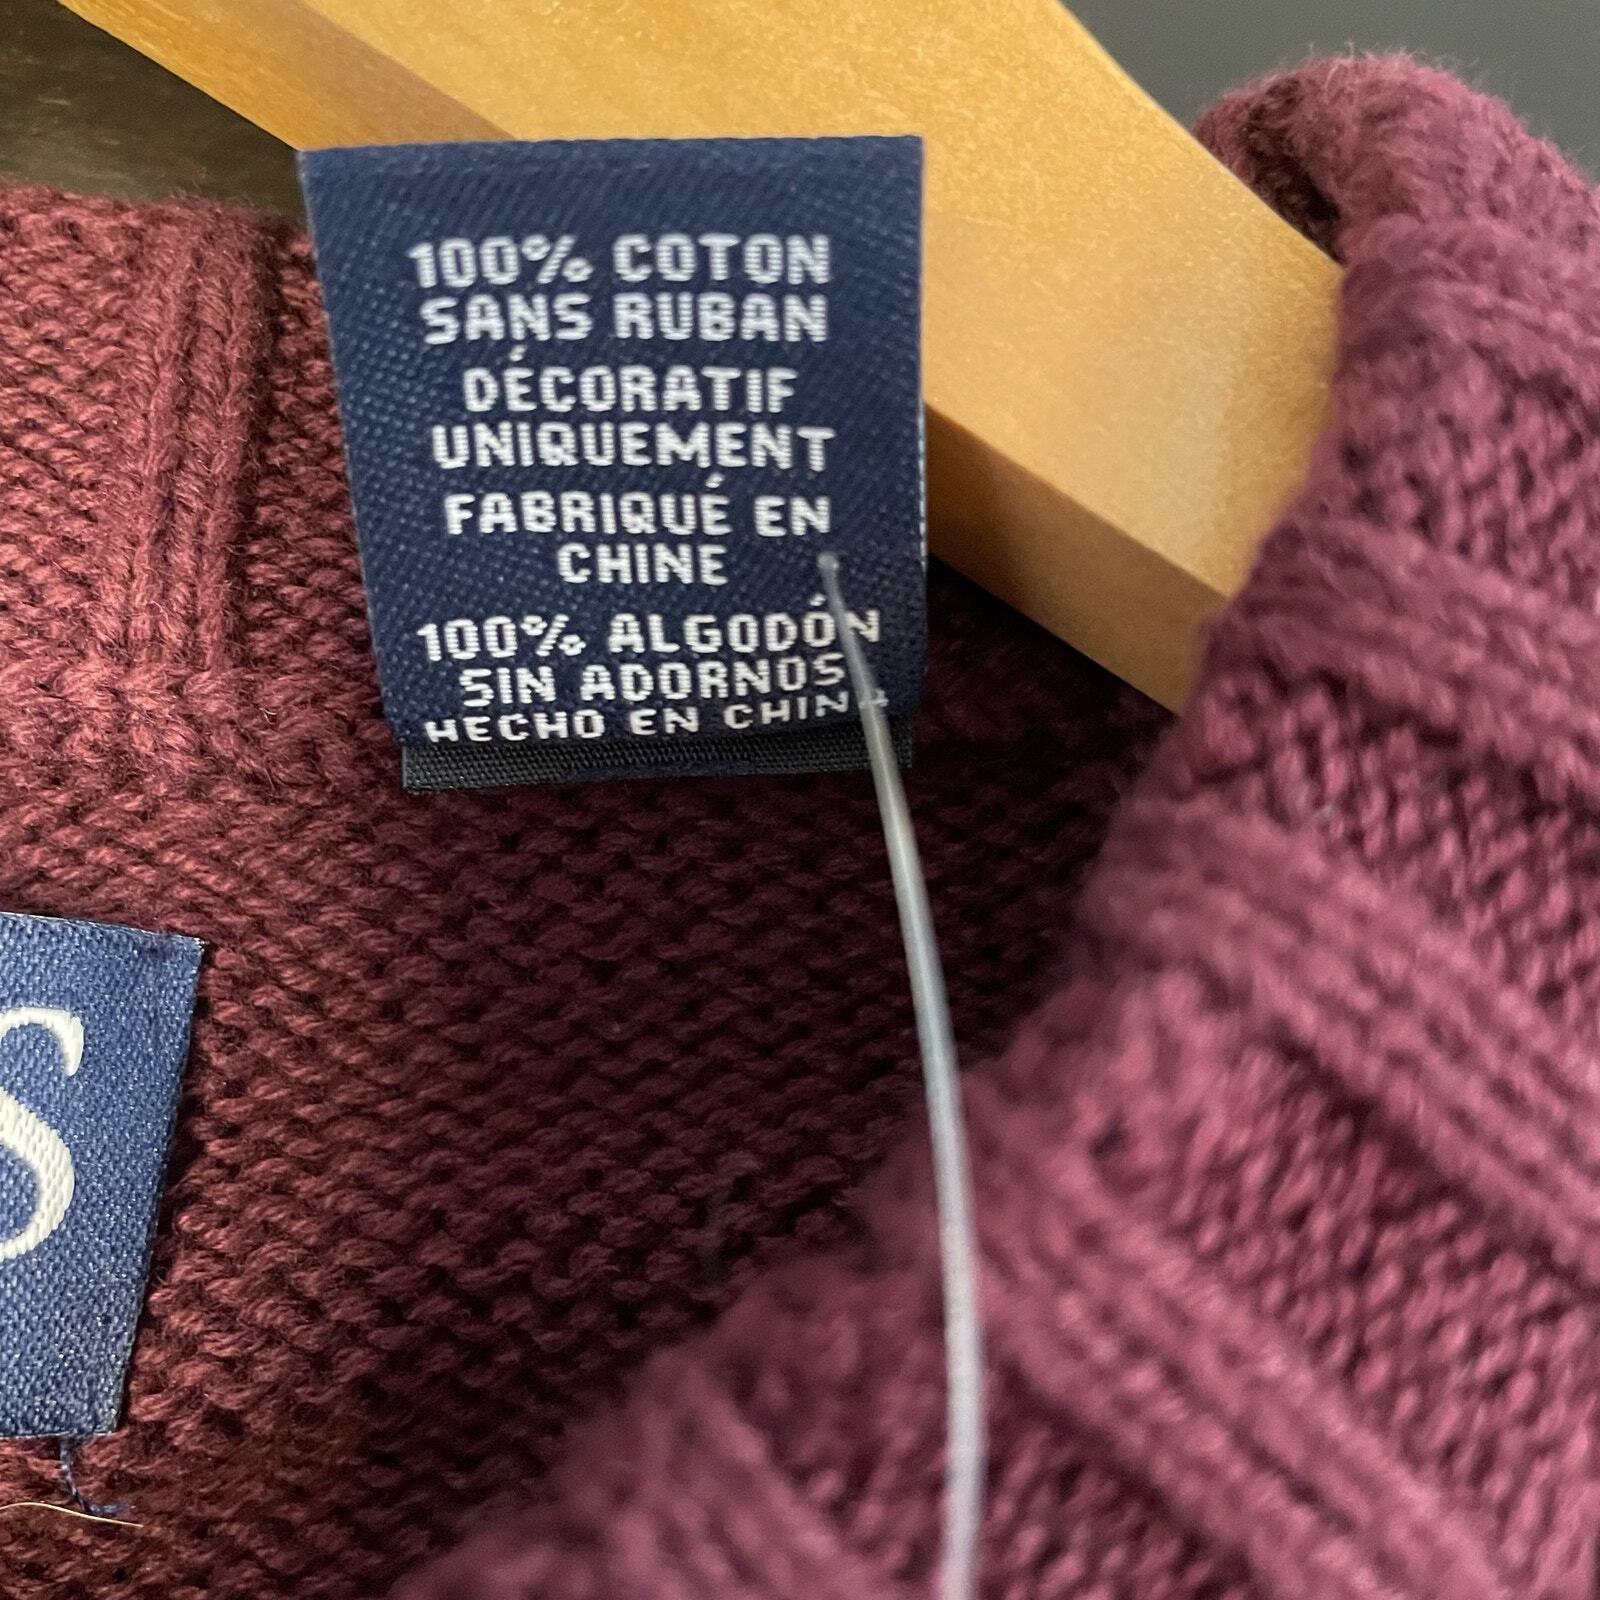 100% COTON
SANS RUBAN
DÉCORATIF
UNIQUEMENT
FABRIQUÉ EN
CHINE
100% ALGODÓN
SIN ADORNOS
HECHO EN CHINA
S